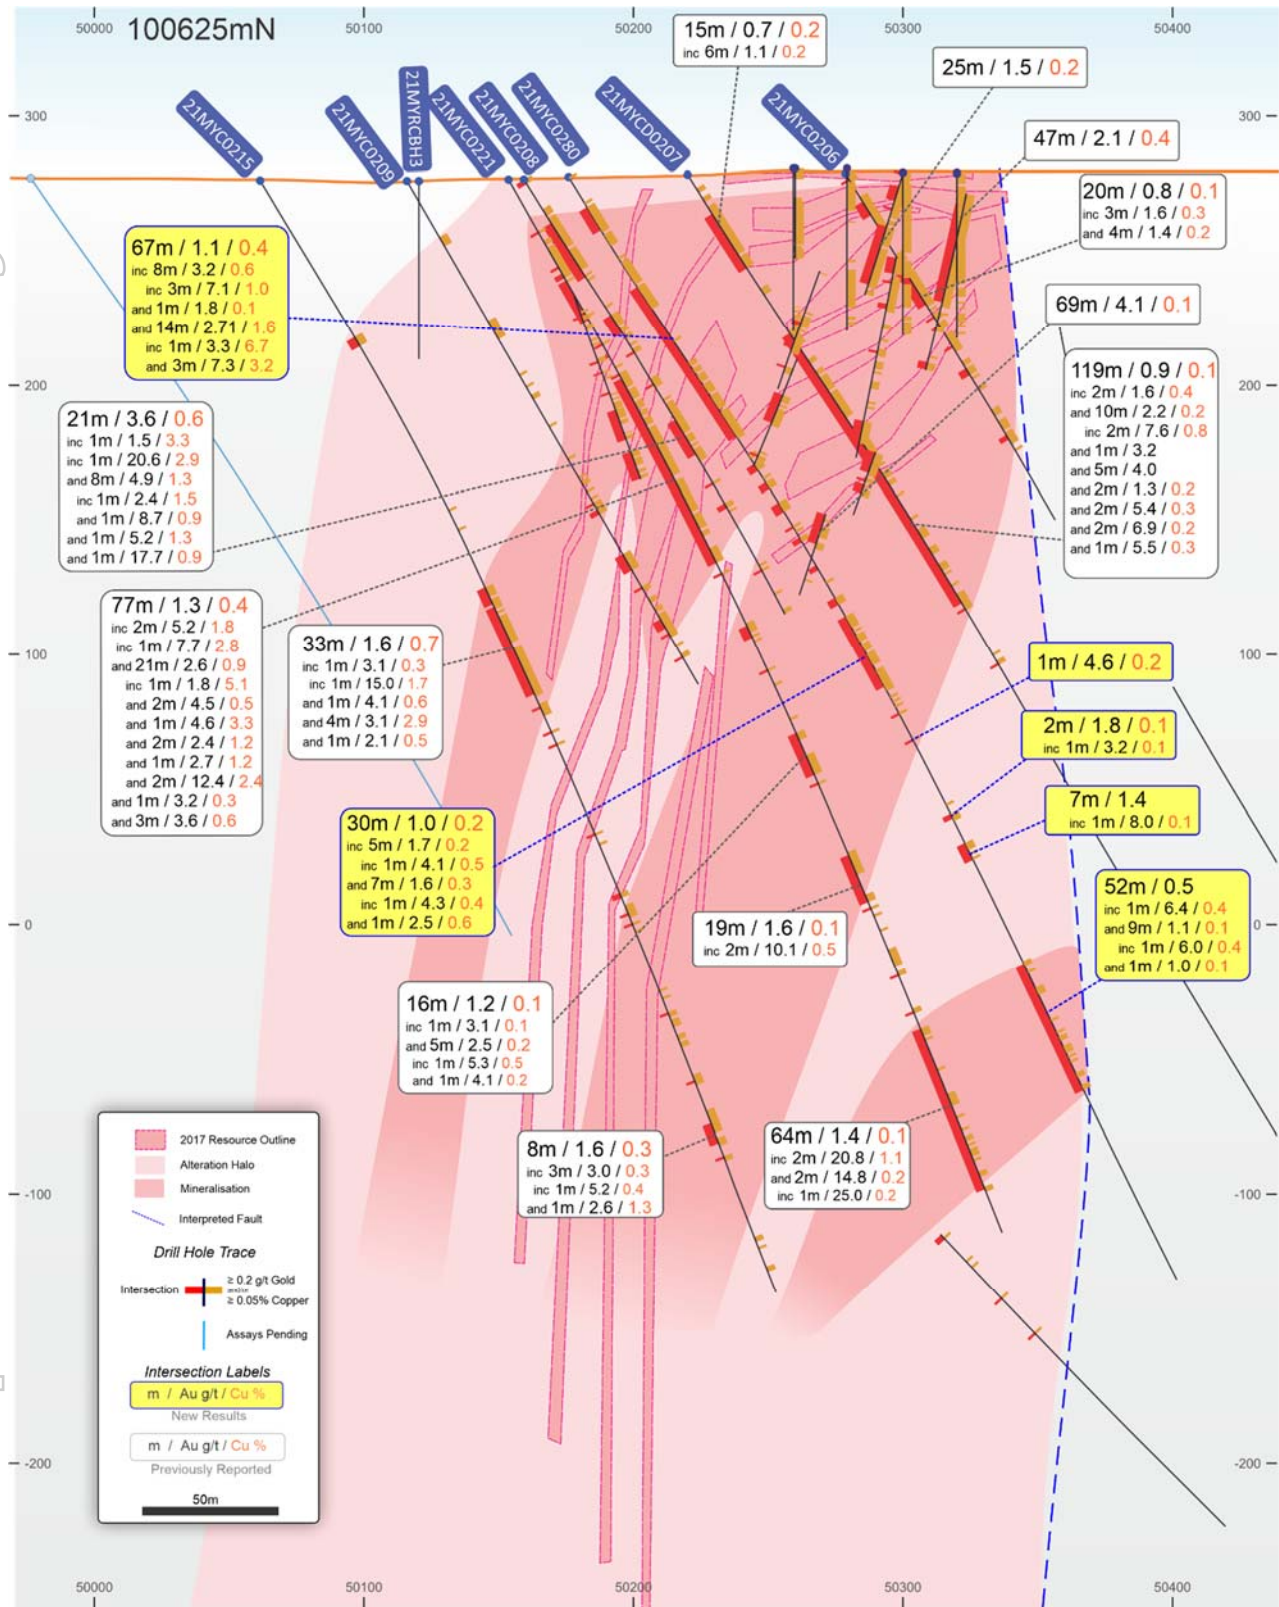 50000
50100
50200
50300
50400
100625mN
300
300
200
200
100
100
0
0
-100
-100
-200
-200
21MYC0215
21MYC0209
21MYRCBH3
21MYC0221
21MYC0208
21MYC0280
21MYCD0207
21MYC0206
15m / 0.7 / 0.2
inc 6m / 1.1 / 0.2
25m / 1.5 / 0.2
47m / 2.1 / 0.4
20m / 0.8 / 0.1
inc 3m / 1.6 / 0.3
and 4m / 1.4 / 0.2
69m / 4.1 / 0.1
119m / 0.9 / 0.1
inc 2m / 1.6 / 0.4
and 10m / 2.2 / 0.2
inc 2m / 7.6 / 0.8
and 1m / 3.2
and 5m / 4.0
and 2m / 1.3 / 0.2
and 2m / 5.4 / 0.3
and 2m / 6.9 / 0.2
and 1m / 5.5 / 0.3
67m / 1.1 / 0.4
inc 8m / 3.2 / 0.6
inc 3m / 7.1 / 1.0
and 1m / 1.8 / 0.1
and 14m / 2.71 / 1.6
inc 1m / 3.3 / 6.7
and 3m / 7.3 / 3.2
21m / 3.6 / 0.6
inc 1m / 1.5 / 3.3
inc 1m / 20.6 / 2.9
and 8m / 4.9 / 1.3
inc 1m / 2.4 / 1.5
and 1m / 8.7 / 0.9
and 1m / 5.2 / 1.3
and 1m / 17.7 / 0.9
77m / 1.3 / 0.4
inc 2m / 5.2 / 1.8
inc 1m / 7.7 / 2.8
and 21m / 2.6 / 0.9
inc 1m / 1.8 / 5.1
and 2m / 4.5 / 0.5
and 1m / 4.6 / 3.3
and 2m / 2.4 / 1.2
and 1m / 2.7 / 1.2
and 2m / 12.4 / 2.4
and 1m / 3.2 / 0.3
and 3m / 3.6 / 0.6
33m / 1.6 / 0.7
inc 1m / 3.1 / 0.3
inc 1m / 15.0 / 1.7
and 1m / 4.1 / 0.6
and 4m / 3.1 / 2.9
and 1m / 2.1 / 0.5
1m / 4.6 / 0.2
2m / 1.8 / 0.1
inc 1m / 3.2 / 0.1
7m / 1.4
inc 1m / 8.0 / 0.1
30m / 1.0 / 0.2
inc 5m / 1.7 / 0.2
inc 1m / 4.1 / 0.5
and 7m / 1.6 / 0.3
inc 1m / 4.3 / 0.4
and 1m / 2.5 / 0.6
52m / 0.5
inc 1m / 6.4 / 0.4
and 9m / 1.1 / 0.1
inc 1m / 6.0 / 0.4
and 1m / 1.0 / 0.1
19m / 1.6 / 0.1
inc 2m / 10.1 / 0.5
16m / 1.2 / 0.1
inc 1m / 3.1 / 0.1
and 5m / 2.5 / 0.2
inc 1m / 5.3 / 0.5
and 1m / 4.1 / 0.2
8m / 1.6 / 0.3
inc 3m / 3.0 / 0.3
inc 1m / 5.2 / 0.4
and 1m / 2.6 / 1.3
64m / 1.4 / 0.1
inc 2m / 20.8 / 1.1
and 2m / 14.8 / 0.2
inc 1m / 25.0 / 0.2
2017 Resource Outline
Alteration Halo
Mineralisation
Interpreted Fault
Drill Hole Trace
Intersection
≥ 0.2 g/t Gold
≥ 0.05% Copper
Assays Pending
Intersection Labels
m / Au g/t / Cu %
New Results
m / Au g/t / Cu %
Previously Reported
50m
50000
50100
50200
50300
50400